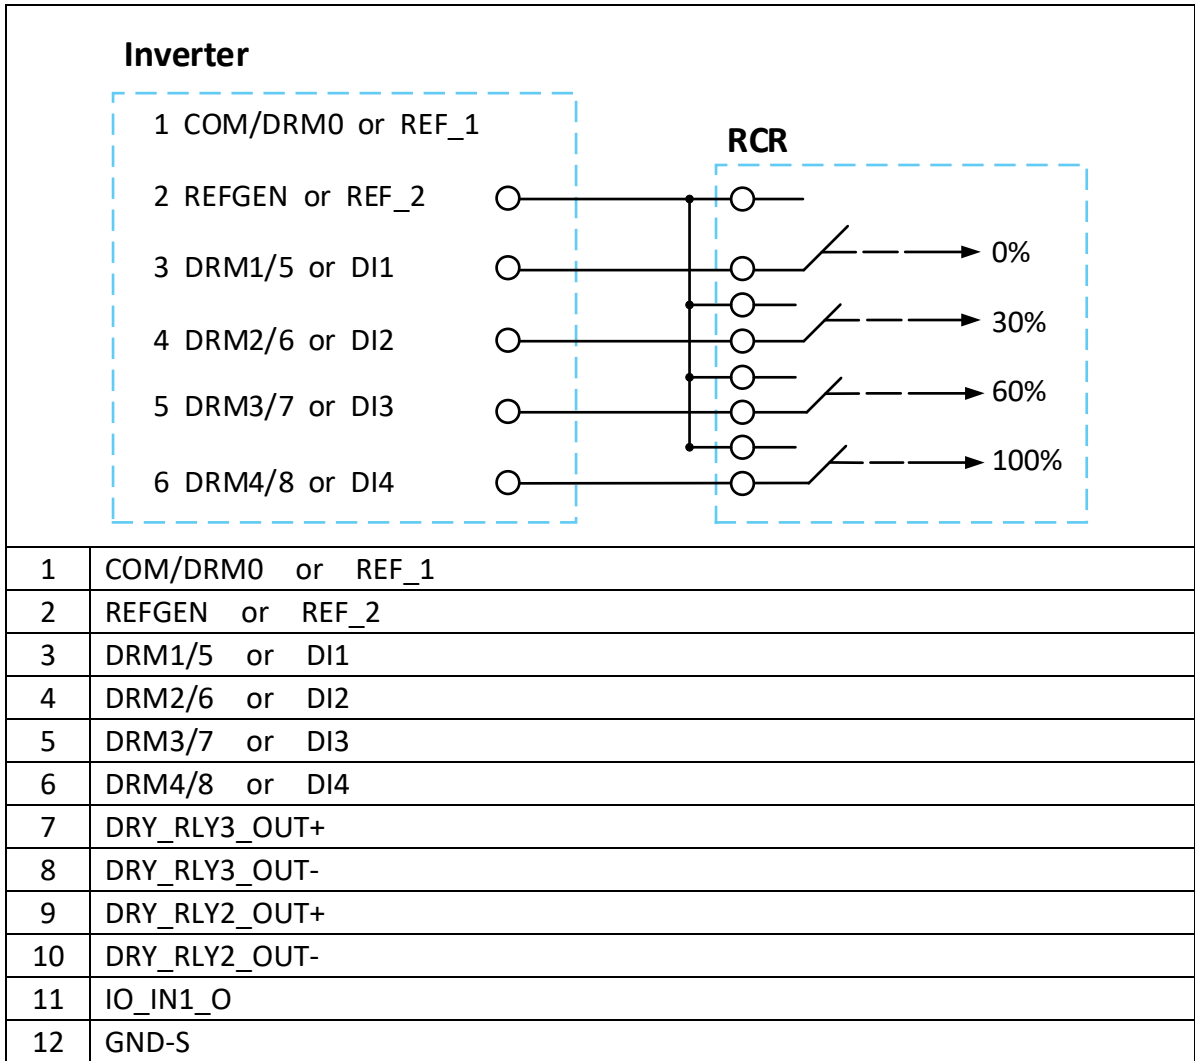 Inverter
1 COM/DRM0 or REF_1
RCR
2 REFGEN or REF_2
3 DRM1/5 or DI1
0%
4 DRM2/6 or DI2
30%
5 DRM3/7 or DI3
60%
6 DRM4/8 or DI4
100%
1 COM/DRM0 or REF_1
2 REFGEN or REF_2
3 DRM1/5 or DI1
4 DRM2/6 or DI2
5 DRM3/7 or DI3
6 DRM4/8 or DI4
7 DRY_RLY3_OUT+
8 DRY_RLY3_OUT-
9 DRY_RLY2_OUT+
10 DRY_RLY2_OUT-
11 IO_IN1_O
12 GND-S